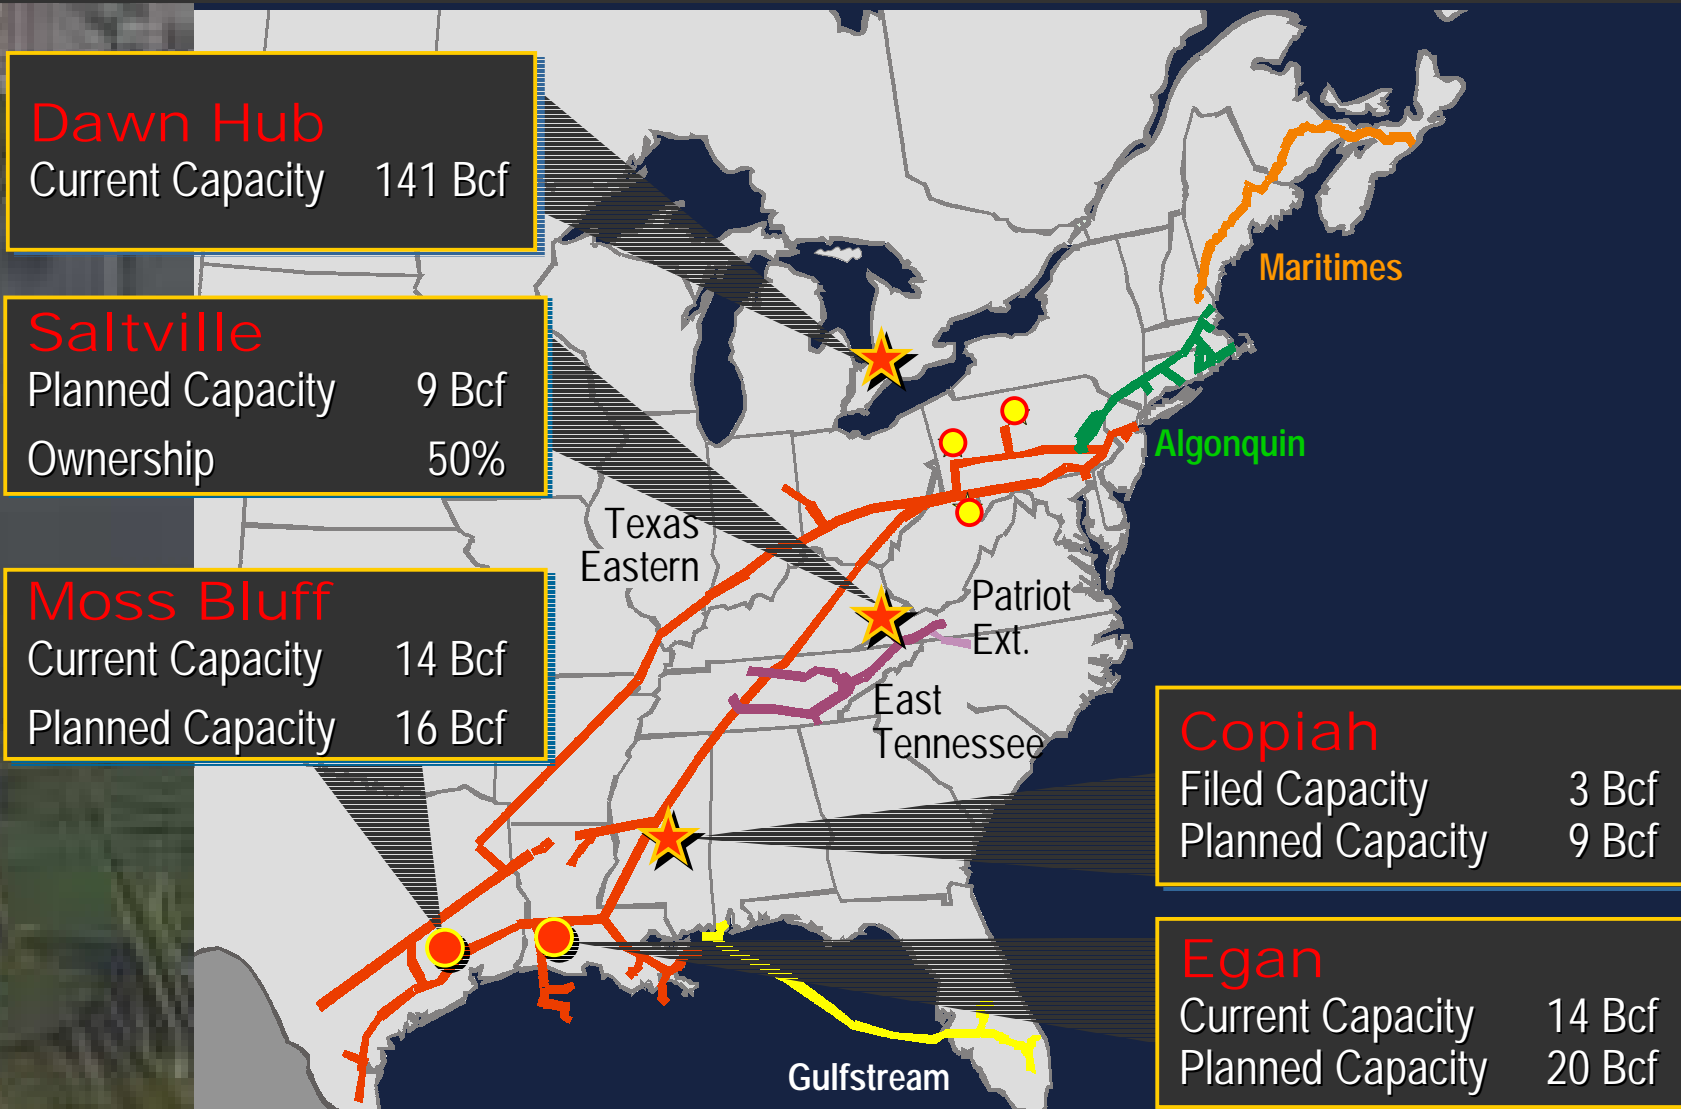 Dawn Hub
Current Capacity 141 Bcf
Saltville
Planned Capacity 9 Bcf
Ownership 50%
Moss Bluff
Current Capacity 14 Bcf
Planned Capacity 16 Bcf
Texas
Eastern
Maritimes
Algonquin
Patriot
Ext.
East
Tennessee
Copiah
Filed Capacity 3 Bcf
Planned Capacity 9 Bcf
Egan
Current Capacity 14 Bcf
Planned Capacity 20 Bcf
Gulfstream